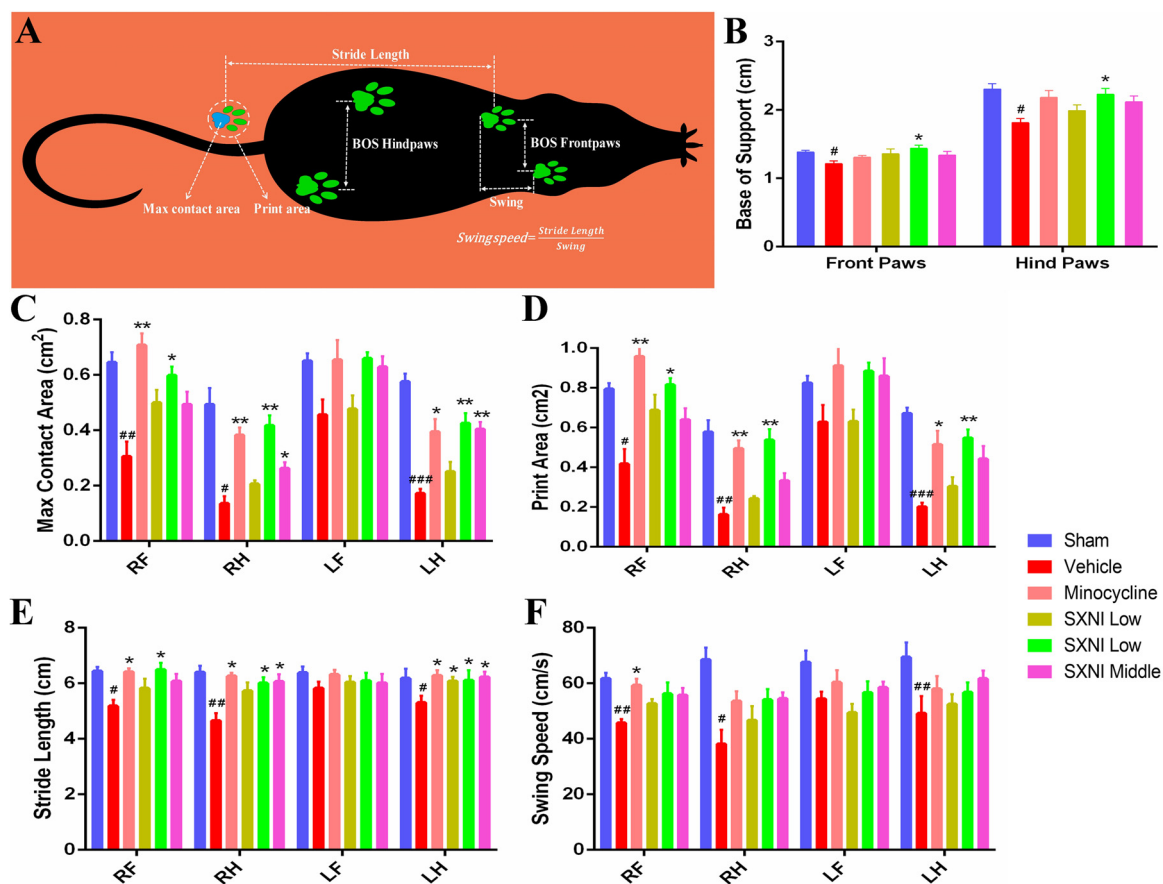 A
Stride Length
BOS Hindpaws
BOS Frontpaws
Max contact area
Print area
Swing
Swingspeed=Stride Length/Swing
B
Base of Support (cm)
3
2
1
0
#
*
#
*
Front Paws
Hind Paws
C
Max Contact Area (cm²)
0.8
0.6
0.4
0.2
0.0
##
**
*
#
**
**
*
###
*
**
**
RF
RH
LF
LH
D
Print Area (cm2)
1.0
0.8
0.6
0.4
0.2
0.0
#
**
*
##
**
**
###
*
**
RF
RH
LF
LH
Sham
Vehicle
Minocycline
SXNI Low
SXNI Low
SXNI Middle
E
Stride Length (cm)
8
6
4
2
0
#
*
*
##
*
*
*
#
*
*
*
*
RF
RH
LF
LH
F
Swing Speed (cm/s)
80
60
40
20
0
##
*
#
##
RF
RH
LF
LH